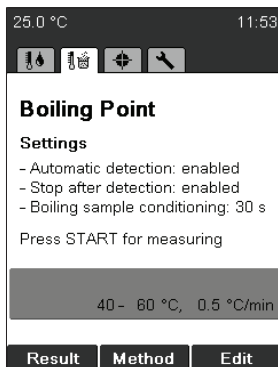 25.0 °C 11:53
Boiling Point
Settings
- Automatic detection: enabled
- Stop after detection: enabled
- Boiling sample conditioning: 30 s
Press START for measuring
40 - 60 °C, 0.5 °C/min
Result Method Edit